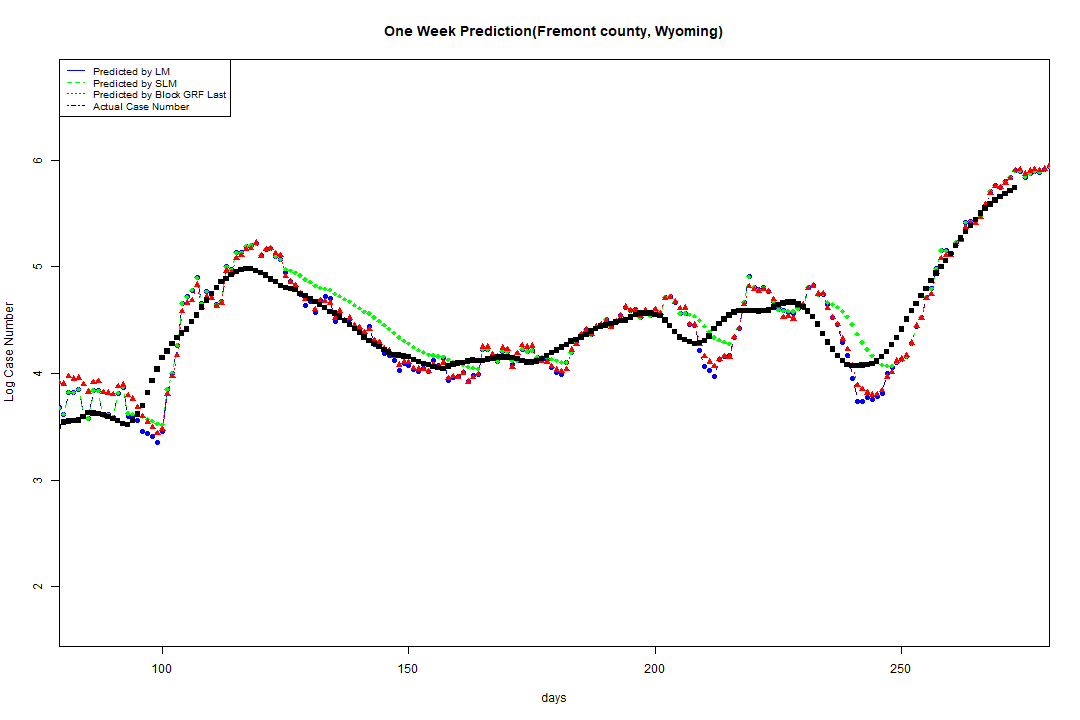 One Week Prediction(Fremont county, Wyoming)
Predicted by LM
Predicted by SLM
Predicted by Block GRF Last
Actual Case Number
6
5
4
3
2
Log Case Number
100 150 200 250
days